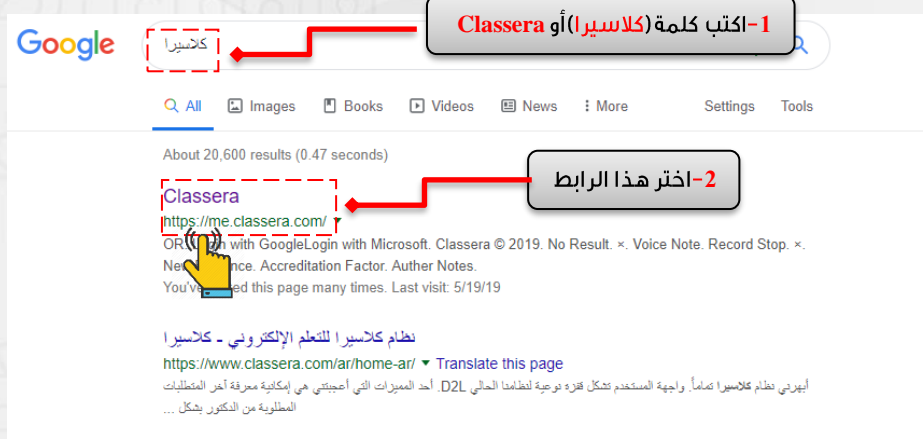 1-اكتب كلمة (كلاسيرا) أو Classera
Google
كلاسيرا
All Images Books Videos News More Settings Tools
About 20,600 results (0.47 seconds)
2-اختر هذا الرابط
Classera
https://me.classera.com/
OR with GoogleLogin with Microsoft. Classera © 2019. No Result. ×. Voice Note. Record Stop. ×.
Accreditation Factor. Auther Notes.
this page many times. Last visit: 5/19/19
نظام كلاسيرا للتعلم الإلكتروني - كلاسيرا
https://www.classera.com/ar/home-ar/ Translate this page
أبهرني نظام كلاسيرا تماماً. واجهة المستخدم تشكل قفزة نوعية لنظامنا الحالي D2L. أحد المميزات التي أعجبتني هي إمكانية معرفة آخر المتطلبات
المطلوبة من الدكتور بشكل ...